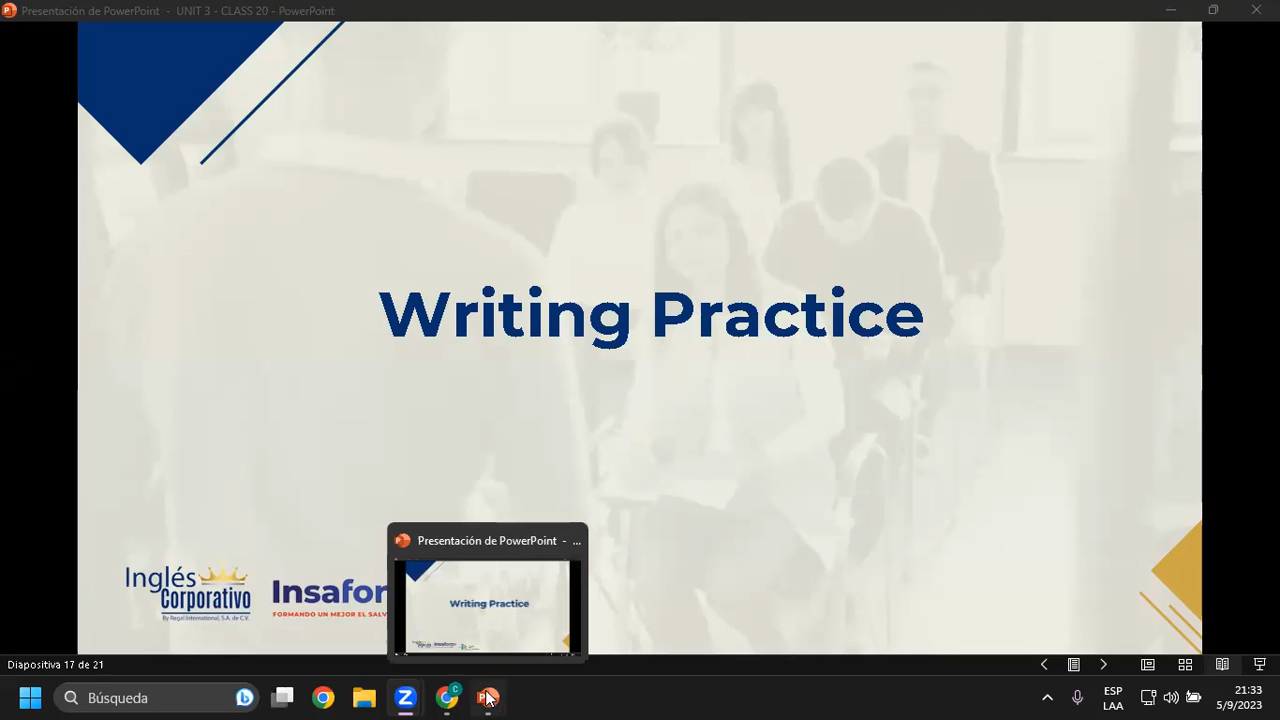 Presentación de PowerPoint - UNIT 3 - CLASS 20 - PowerPoint
Writing Practice
Inglés
Corporativo
By Regal International, S.A. de C.V.
Insafor
FORMANDO UN MEJOR EL SALV
Presentación de PowerPoint - ...
Writing Practice
Diapositiva 17 de 21
Búsqueda
C
ESP
LAA
21:33
5/9/2023